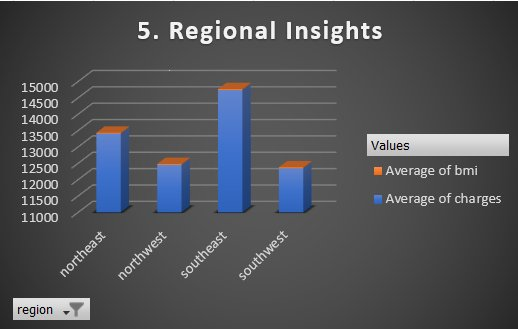 5. Regional Insights
15000
14500
14000
13500
13000
12500
12000
11500
11000
northeast
northwest
southeast
southwest
Values
Average of bmi
Average of charges
region